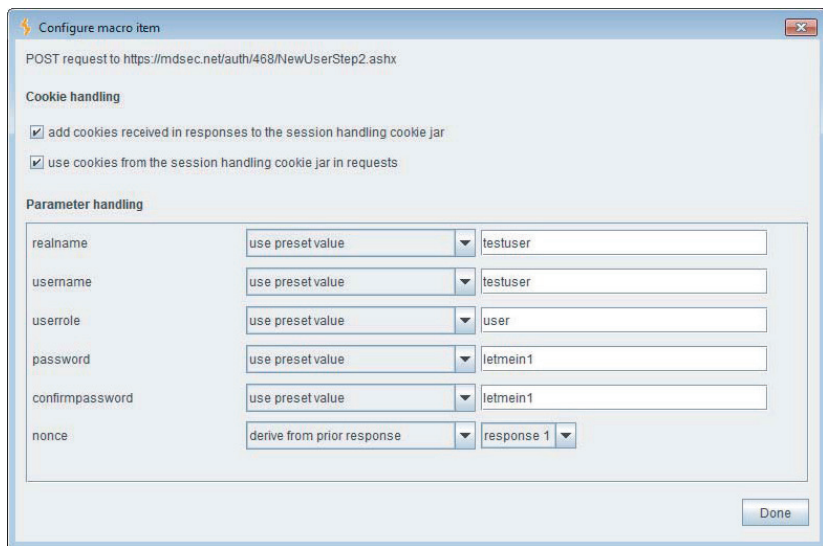 Configure macro item
POST request to https://mdsec.net/auth/468/NewUserStep2.ashx
Cookie handling
add cookies received in responses to the session handling cookie jar
use cookies from the session handling cookie jar in requests
Parameter handling
realname use preset value testuser
username use preset value testuser
userrole use preset value user
password use preset value letmein1
confirmpassword use preset value letmein1
nonce derive from prior response response 1
Done